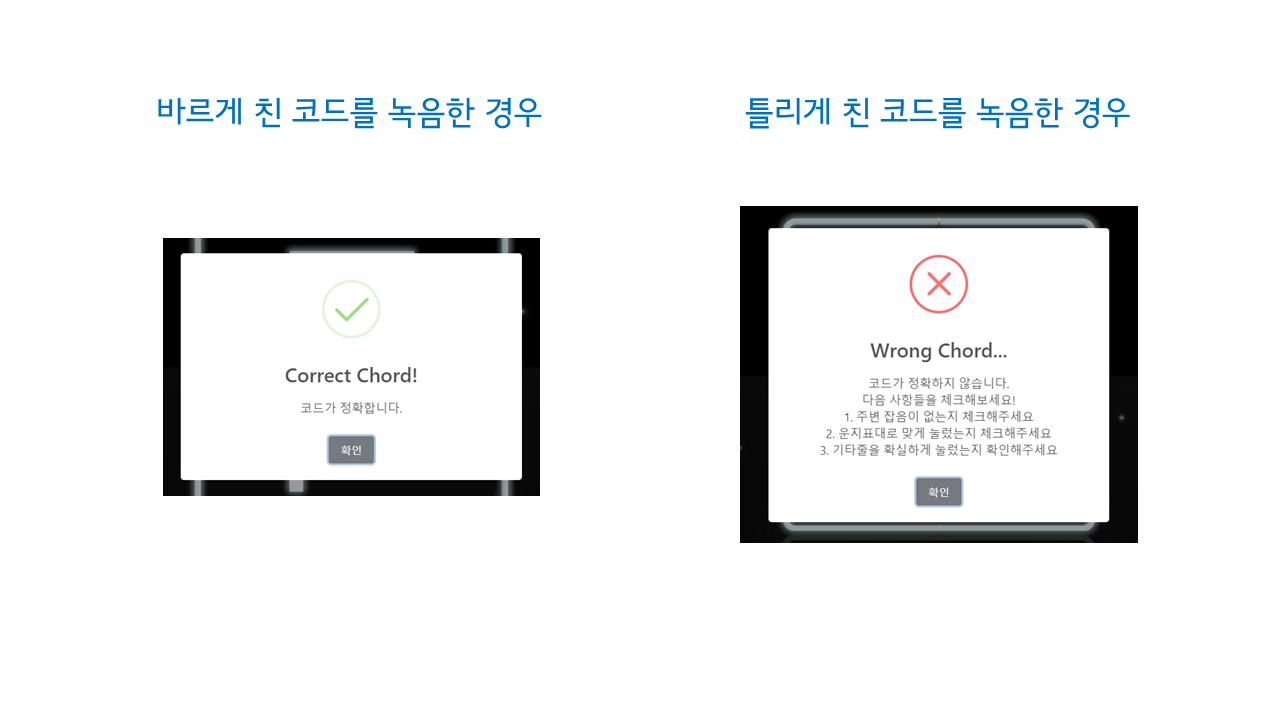 바르게 친 코드를 녹음한 경우
틀리게 친 코드를 녹음한 경우
Correct Chord!
코드가 정확합니다.
확인
Wrong Chord...
코드가 정확하지 않습니다.
다음 사항들을 체크해보세요!
1. 주변 잡음이 없는지 체크해주세요
2. 운지표대로 맞게 눌렀는지 체크해주세요
3. 기타줄을 확실하게 눌렀는지 확인해주세요
확인